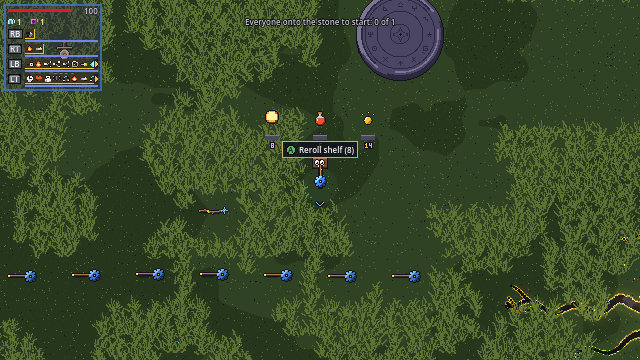 Everyone onto the stone to start: 0 of 1
100
1 1
RB
RT
LB
LT
8
14
A Reroll shelf (8)